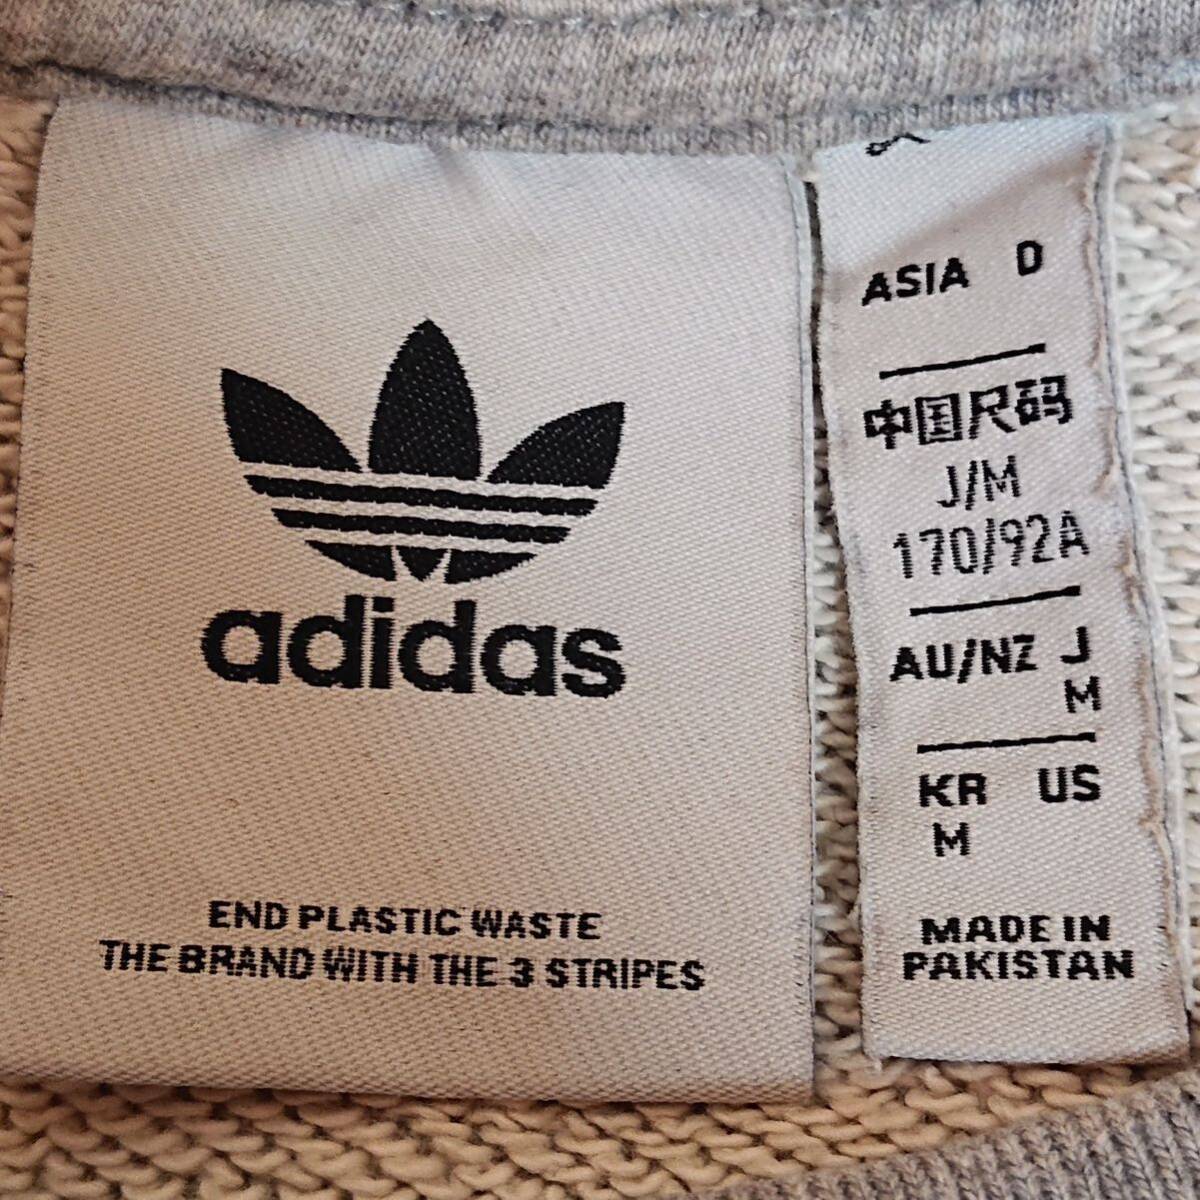 adidas
END PLASTIC WASTE
THE BRAND WITH THE 3 STRIPES
ASIA D
中国尺码
J/M
170/92A
AU/NZ J
M
KR US
M
MADE IN
PAKISTAN